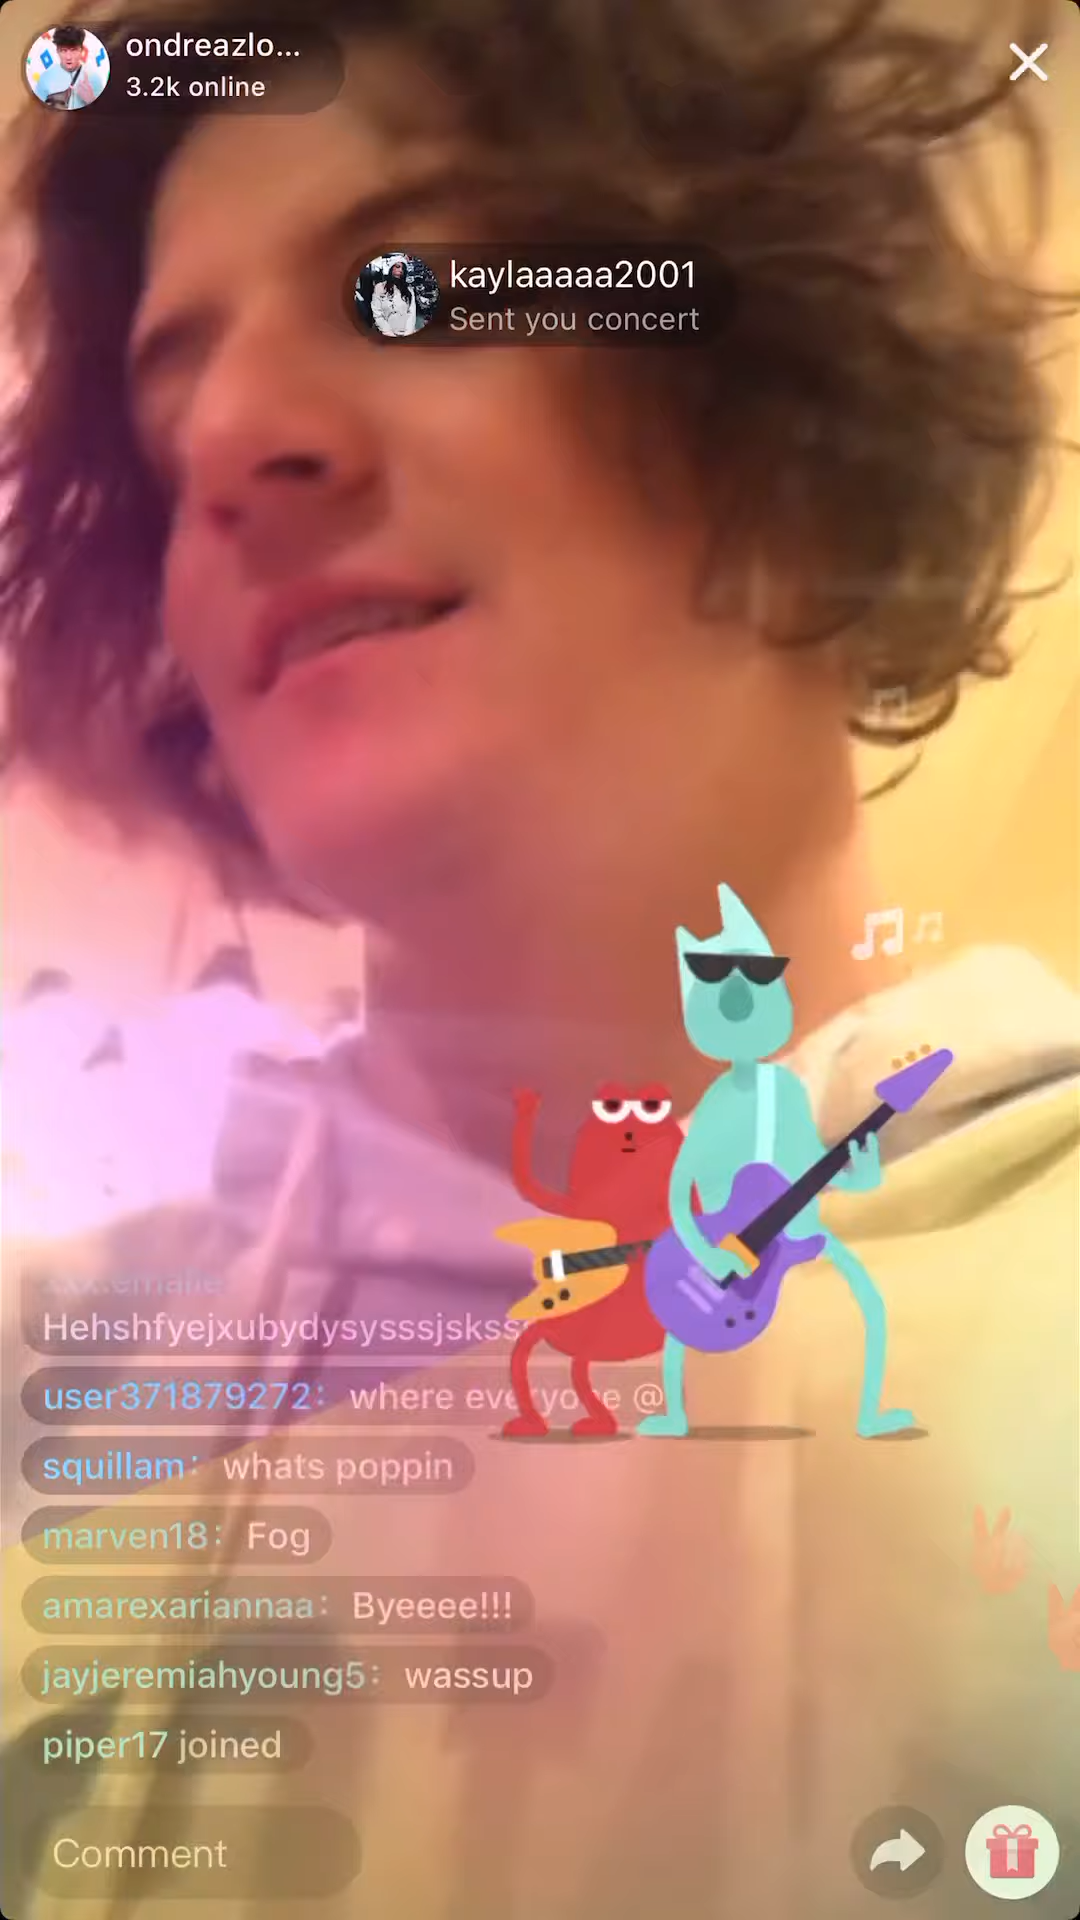 ondreazlo...
3.2k online
kaylaaaaa2001
Sent you concert
Hehshfyejxubydysysssjskss
user371879272: where everyone @
squillam: whats poppin
marven18: Fog
amarexariannaa: Byeeee!!!
jayjeremiahyoung5: wassup
piper17 joined
Comment